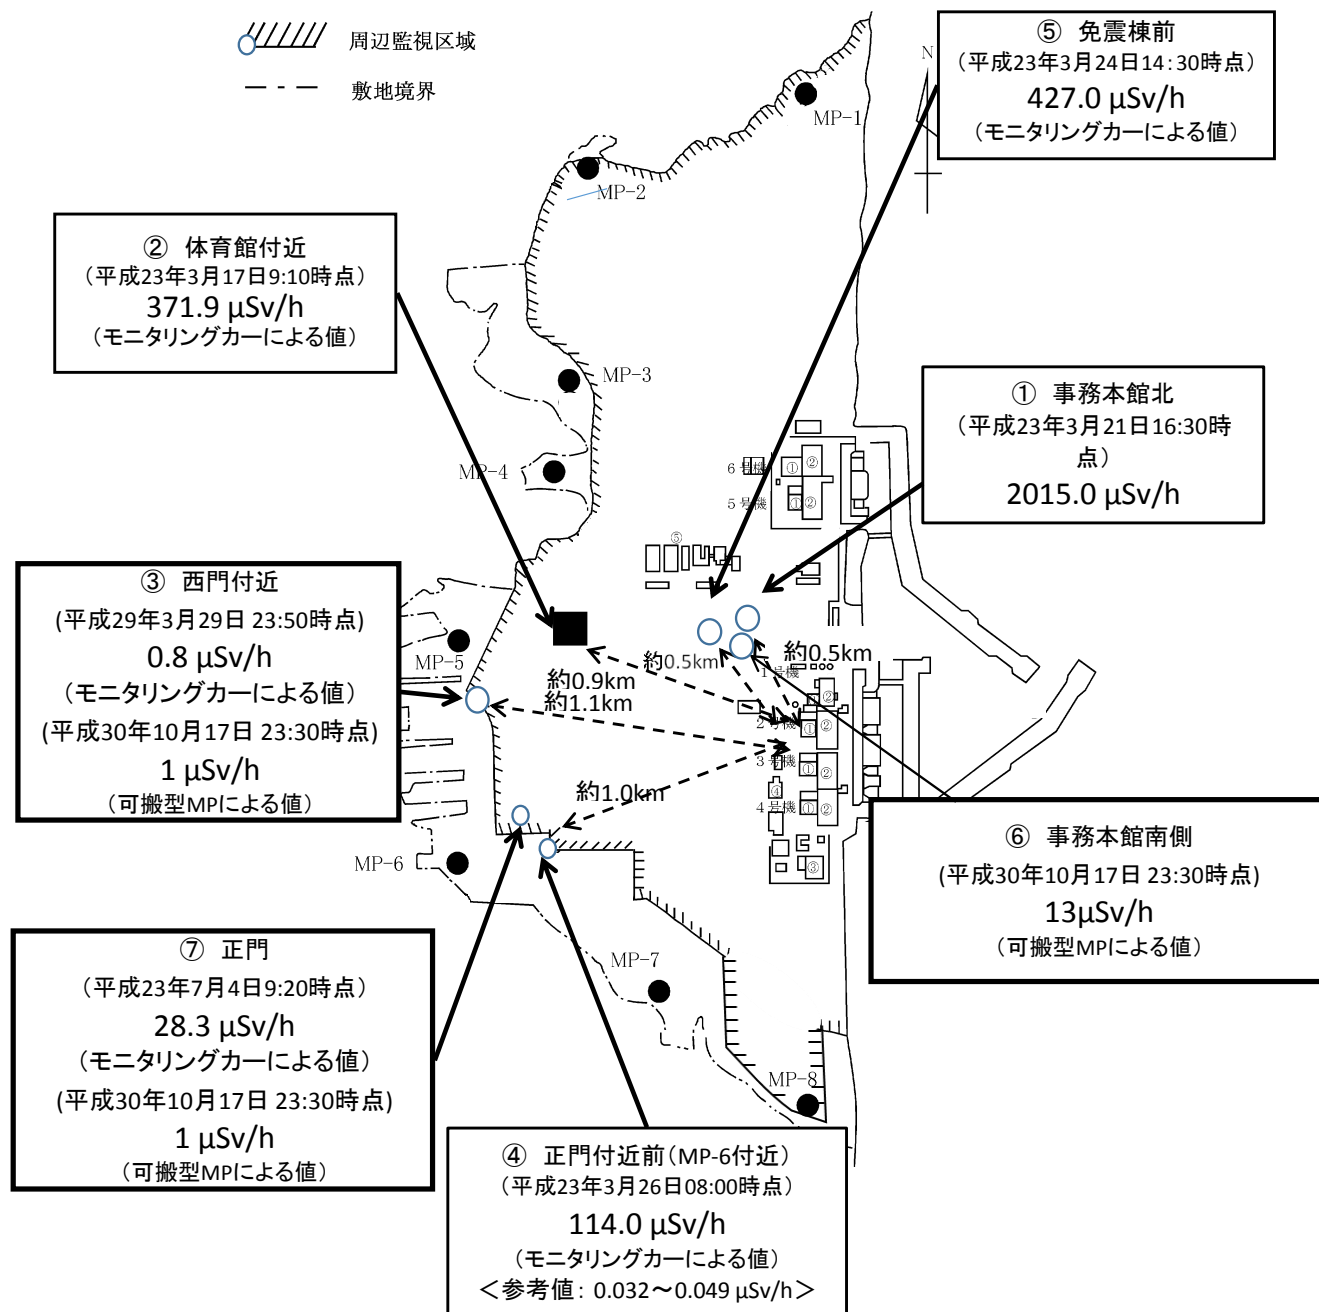 周辺監視区域
敷地境界
⑤ 免震棟前
(平成23年3月24日14:30時点)
427.0 μSv/h
(モニタリングカーによる値)
N
MP-1
MP-2
② 体育館付近
(平成23年3月17日9:10時点)
371.9 μSv/h
(モニタリングカーによる値)
MP-3
① 事務本館北
(平成23年3月21日16:30時
点)
2015.0 μSv/h
MP-4
6号機
①
②
5号機
①
②
⑤
③ 西門付近
(平成29年3月29日 23:50時点)
0.8 μSv/h
(モニタリングカーによる値)
(平成30年10月17日 23:30時点)
1 μSv/h
(可搬型MPによる値)
MP-5
約0.9km
約1.1km
約0.5km
約0.5km
1号機
②
2号機
①
②
3号機
①
②
④
4号機
①
②
③
約1.0km
MP-6
⑥ 事務本館南側
(平成30年10月17日 23:30時点)
13μSv/h
(可搬型MPによる値)
⑦ 正門
(平成23年7月4日9:20時点)
28.3 μSv/h
(モニタリングカーによる値)
(平成30年10月17日 23:30時点)
1 μSv/h
(可搬型MPによる値)
MP-7
MP-8
④ 正門付近前(MP-6付近)
(平成23年3月26日08:00時点)
114.0 μSv/h
(モニタリングカーによる値)
<参考値: 0.032～0.049 μSv/h>